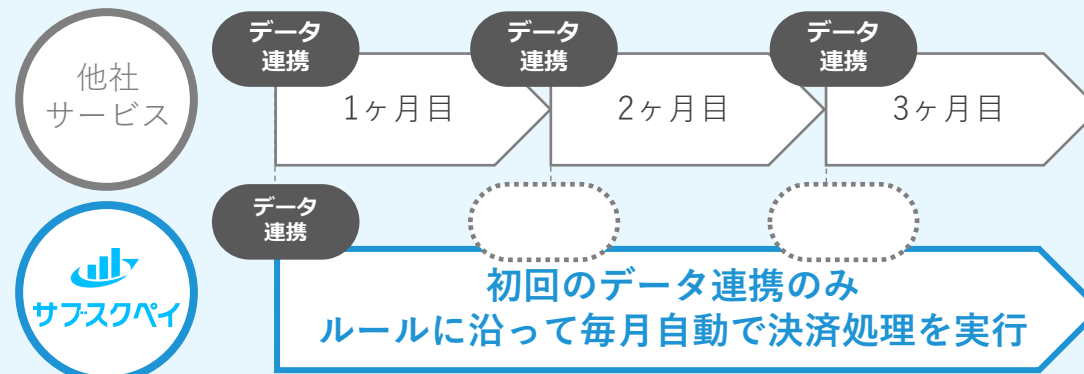 データ
連携
データ
連携
データ
連携
他社
サービス
1ヶ月目
2ヶ月目
3ヶ月目
データ
連携
サブスクペイ
初回のデータ連携のみ
ルールに沿って毎月自動で決済処理を実行